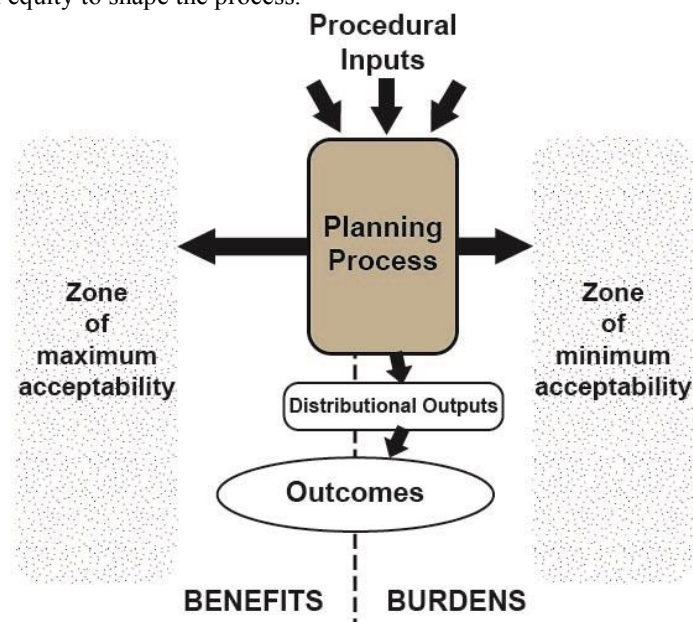 equity to shape the process.
Procedural
Inputs
Planning
Process
Zone
of
maximum
acceptability
Zone
of
minimum
acceptability
Distributional Outputs
Outcomes
BENEFITS
BURDENS